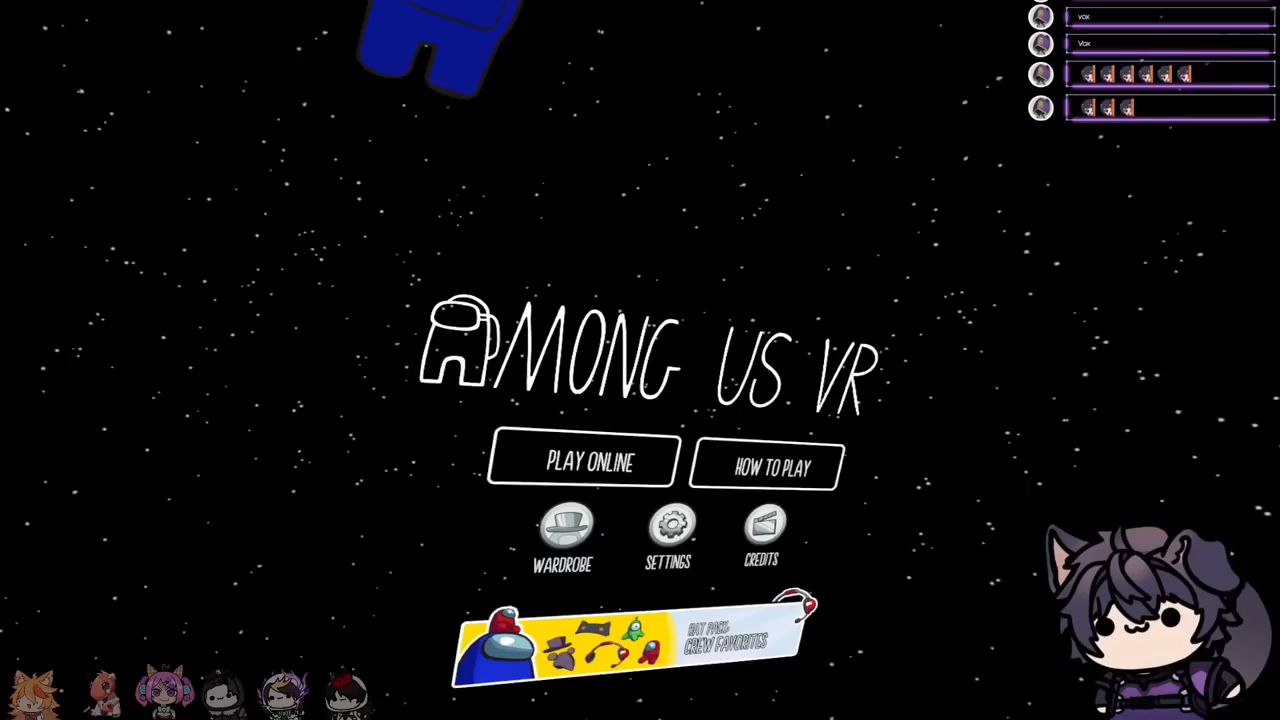 vox
Vox
AMONG US VR
PLAY ONLINE
HOW TO PLAY
WARDROBE
SETTINGS
CREDITS
HAT PACK:
CREW FAVORITES